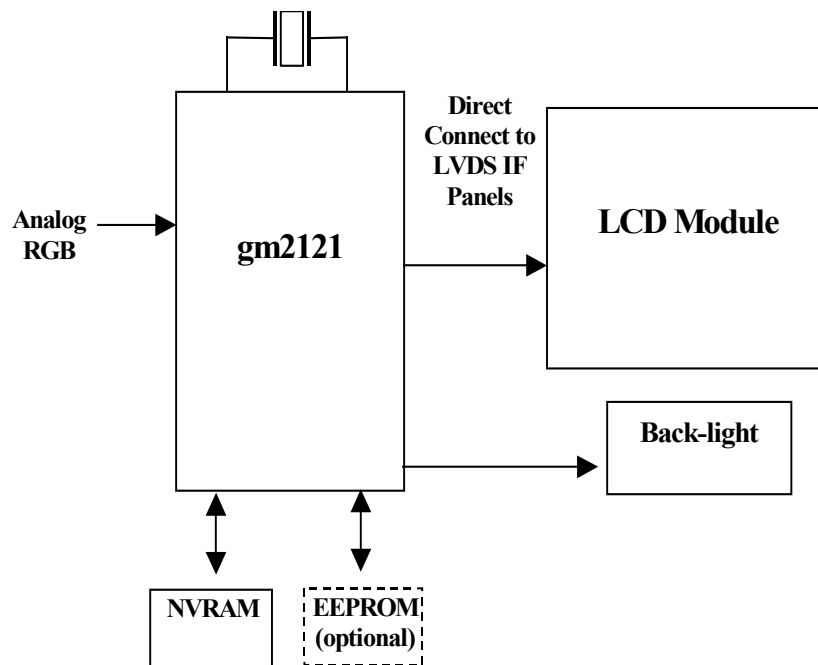 Direct
Connect to
LVDS IF
Panels
Analog
RGB
gm2121
LCD Module
Back-light
NVRAM
EEPROM
(optional)